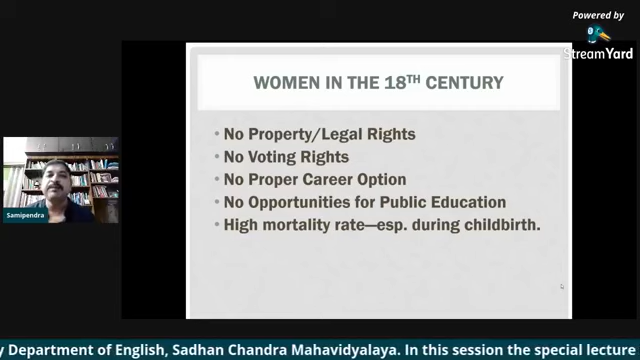 Powered by
StreamYard
WOMEN IN THE 18TH CENTURY
• No Property/Legal Rights
• No Voting Rights
• No Proper Career Option
• No Opportunities for Public Education
• High mortality rate—esp. during childbirth.
Samipendra
y Department of English, Sadhan Chandra Mahavidyalaya. In this session the special lecture